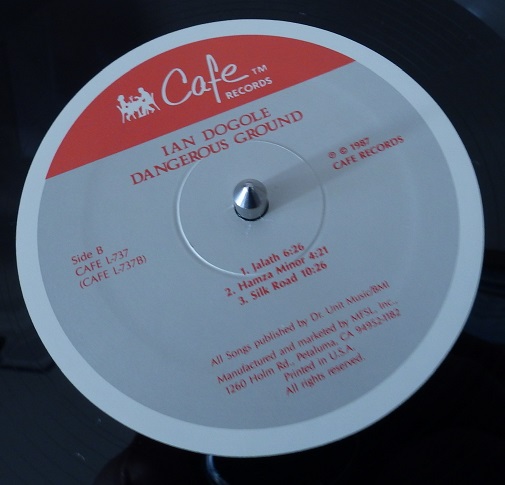 Cafe TM
RECORDS
IAN DOGOLE
DANGEROUS GROUND
℗ © 1987
CAFE RECORDS
Side B
CAFE L-737
(CAFE L-737B)
1. Jalath 6:26
2. Hamza Minor 4:21
3. Silk Road 10:26
All Songs published by Dr. Unit Music/BMI
Manufactured and marketed by MFSL, Inc.,
1260 Holm Rd., Petaluma, CA 94952-1182
Printed in U.S.A.
All rights reserved